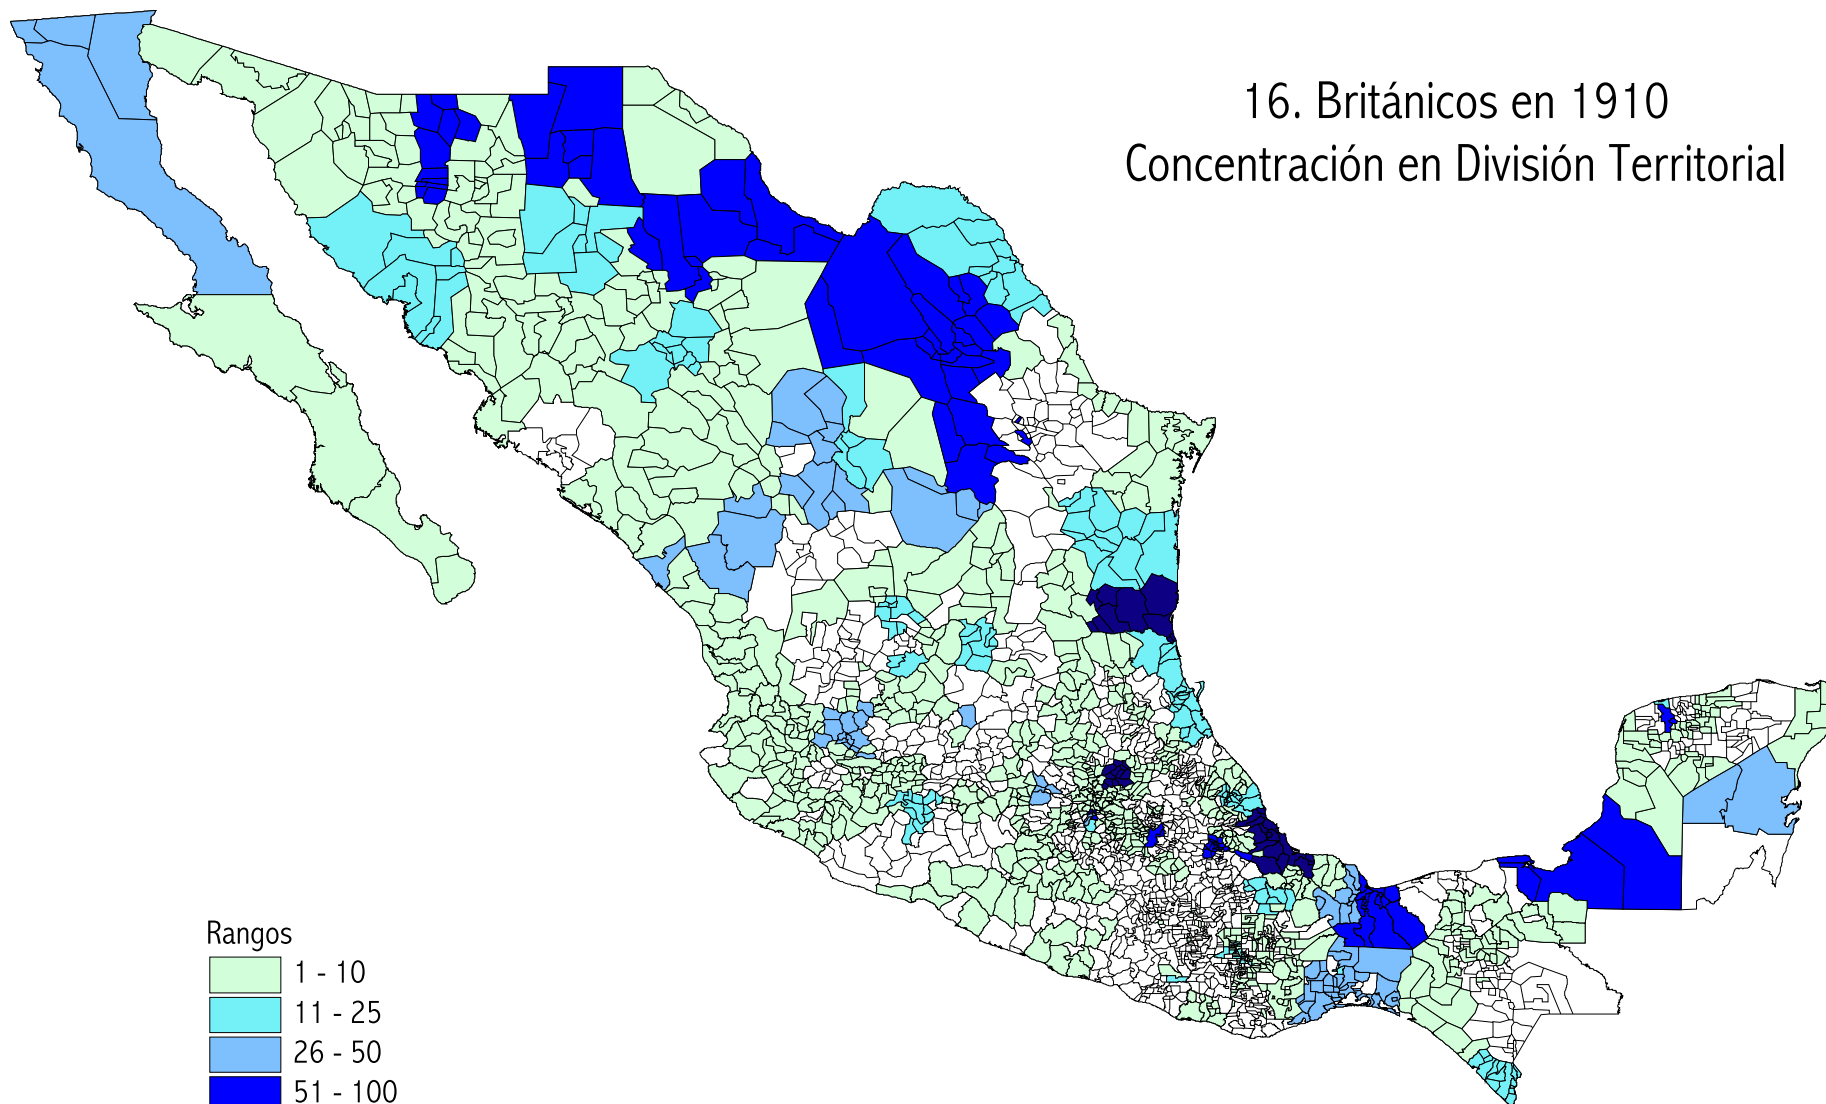 16. Británicos en 1910
Concentración en División Territorial
Rangos
1 - 10
11 - 25
26 - 50
51 - 100